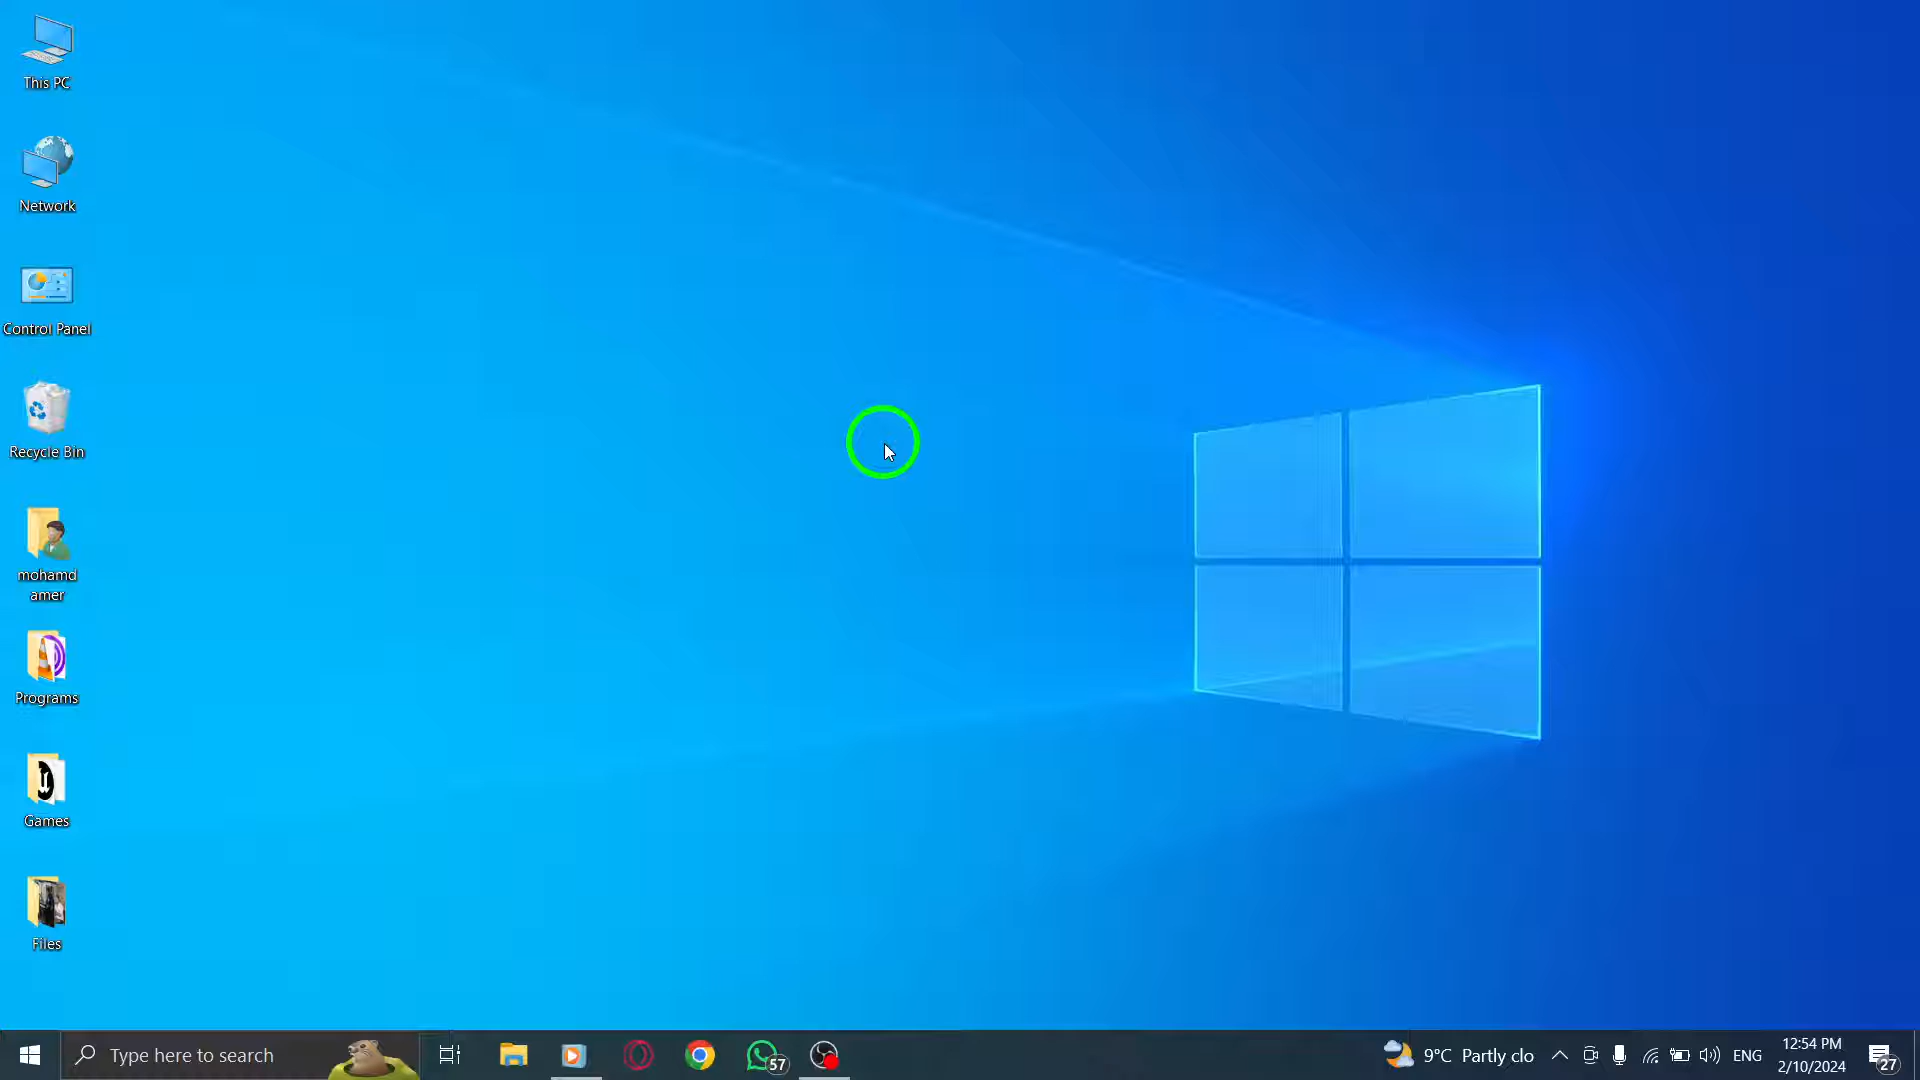 This PC
Network
Control Panel
Recycle Bin
mohamd
amer
Programs
Games
Files
Type here to search
57
9°C Partly clo
ENG
12:54 PM
2/10/2024
27